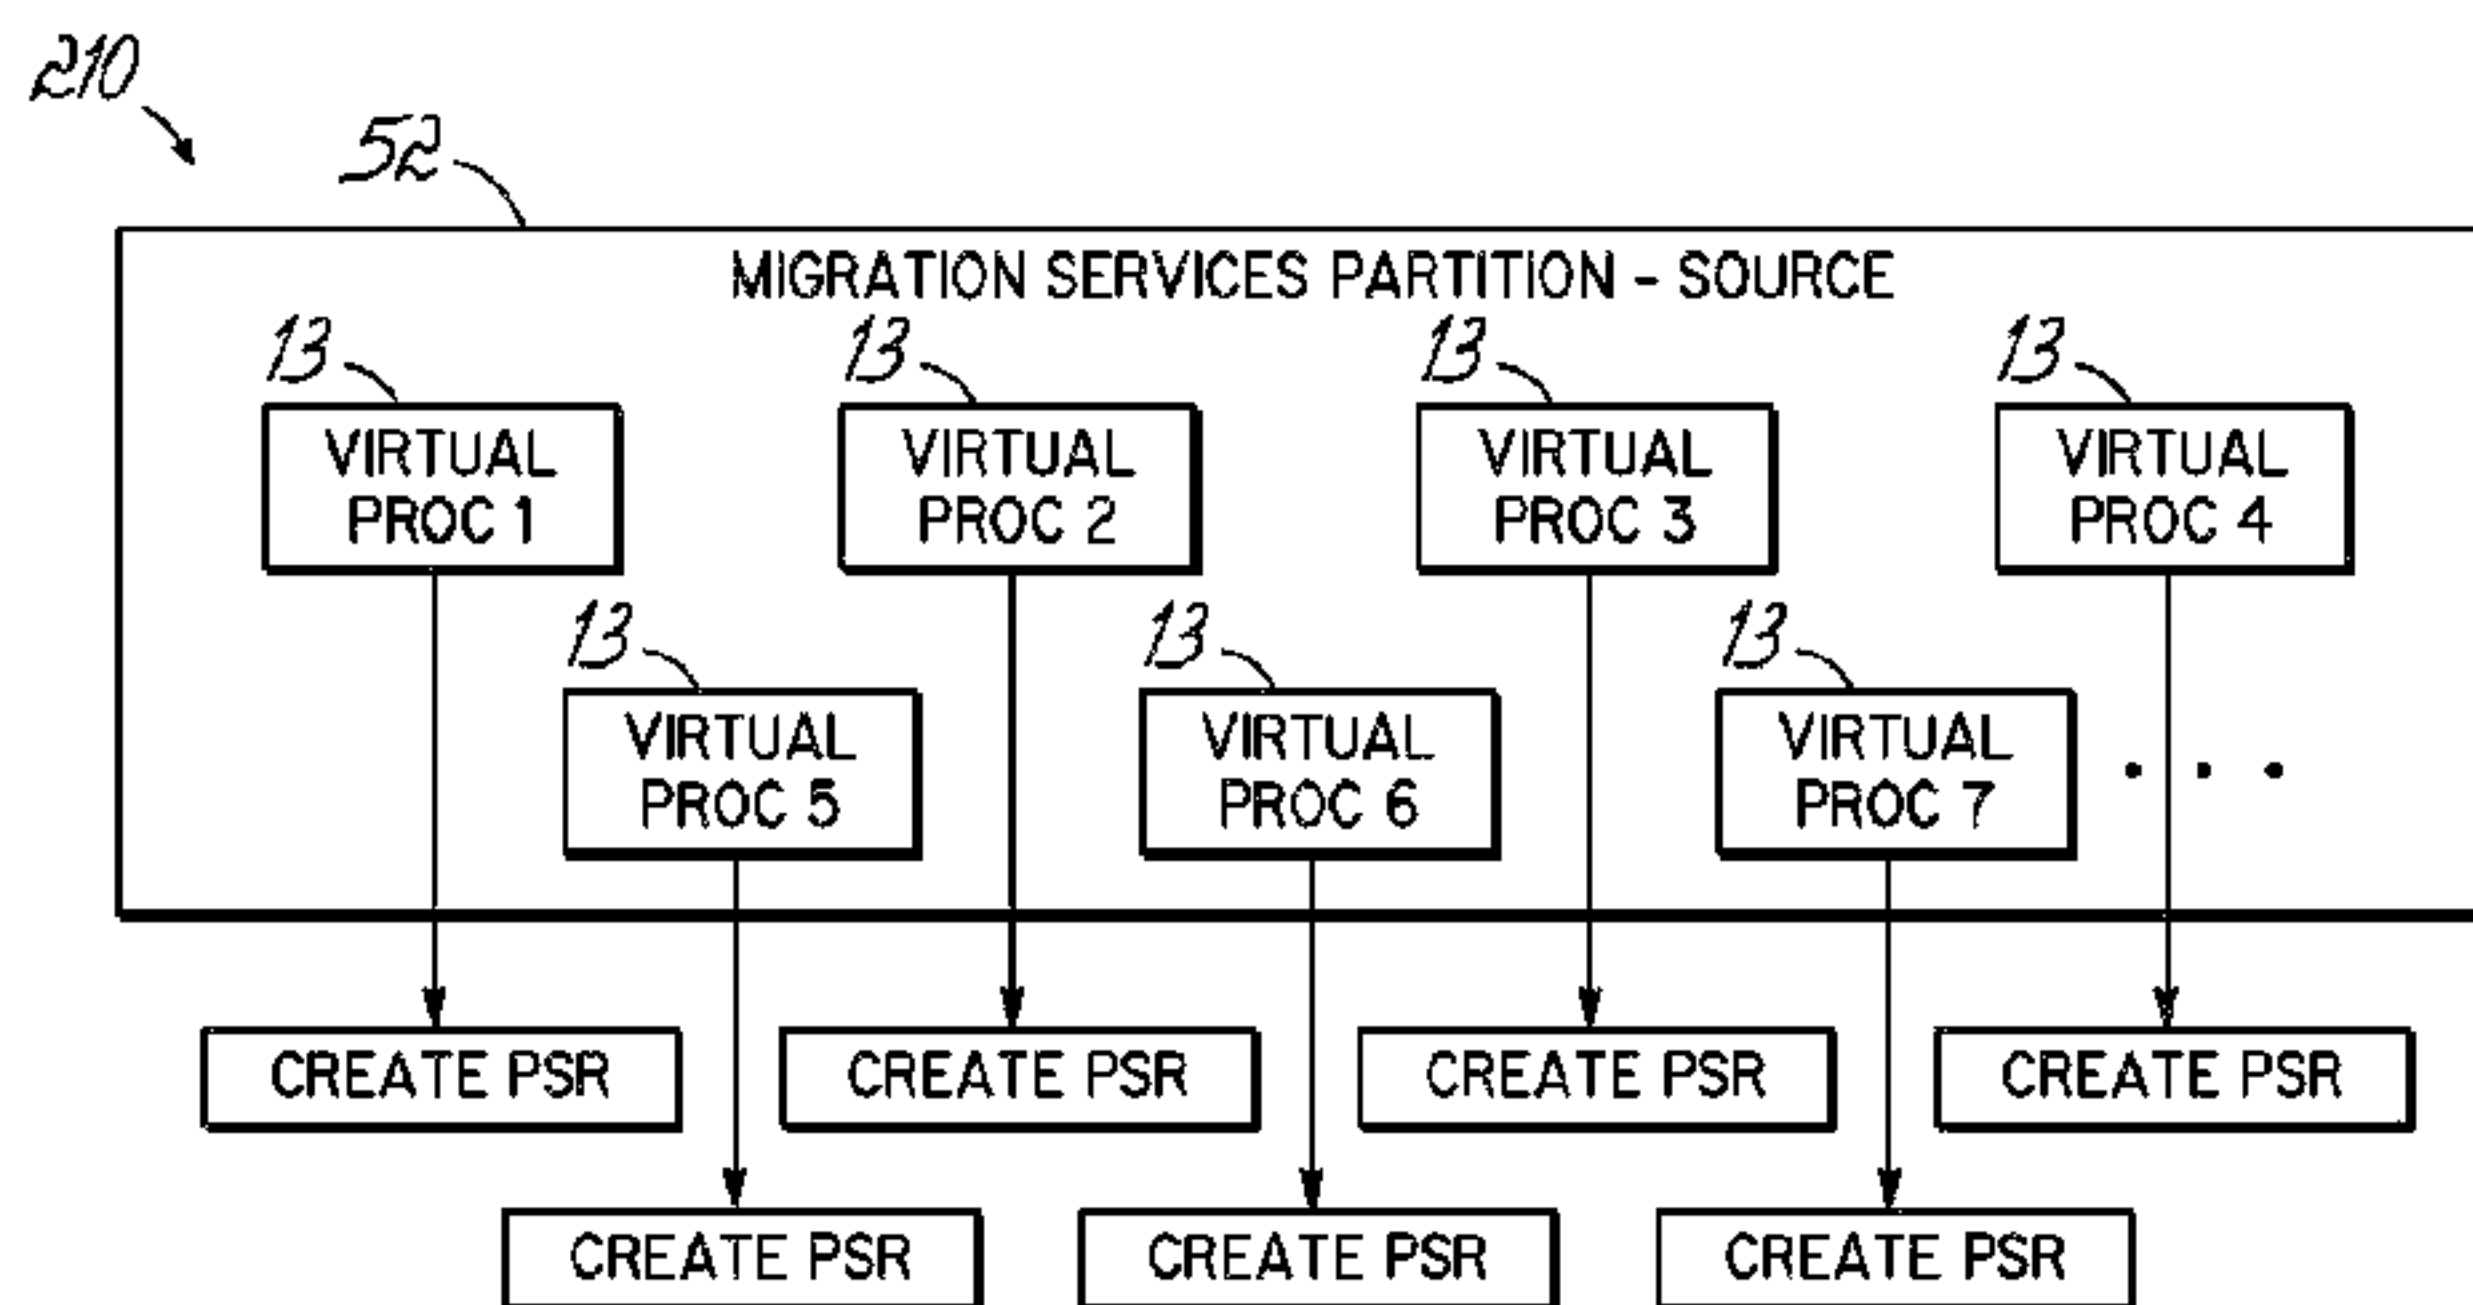 210
52
MIGRATION SERVICES PARTITION - SOURCE
13
13
13
13
VIRTUAL
PROC 1
VIRTUAL
PROC 2
VIRTUAL
PROC 3
VIRTUAL
PROC 4
13
13
13
VIRTUAL
PROC 5
VIRTUAL
PROC 6
VIRTUAL
PROC 7
. . .
CREATE PSR
CREATE PSR
CREATE PSR
CREATE PSR
CREATE PSR
CREATE PSR
CREATE PSR